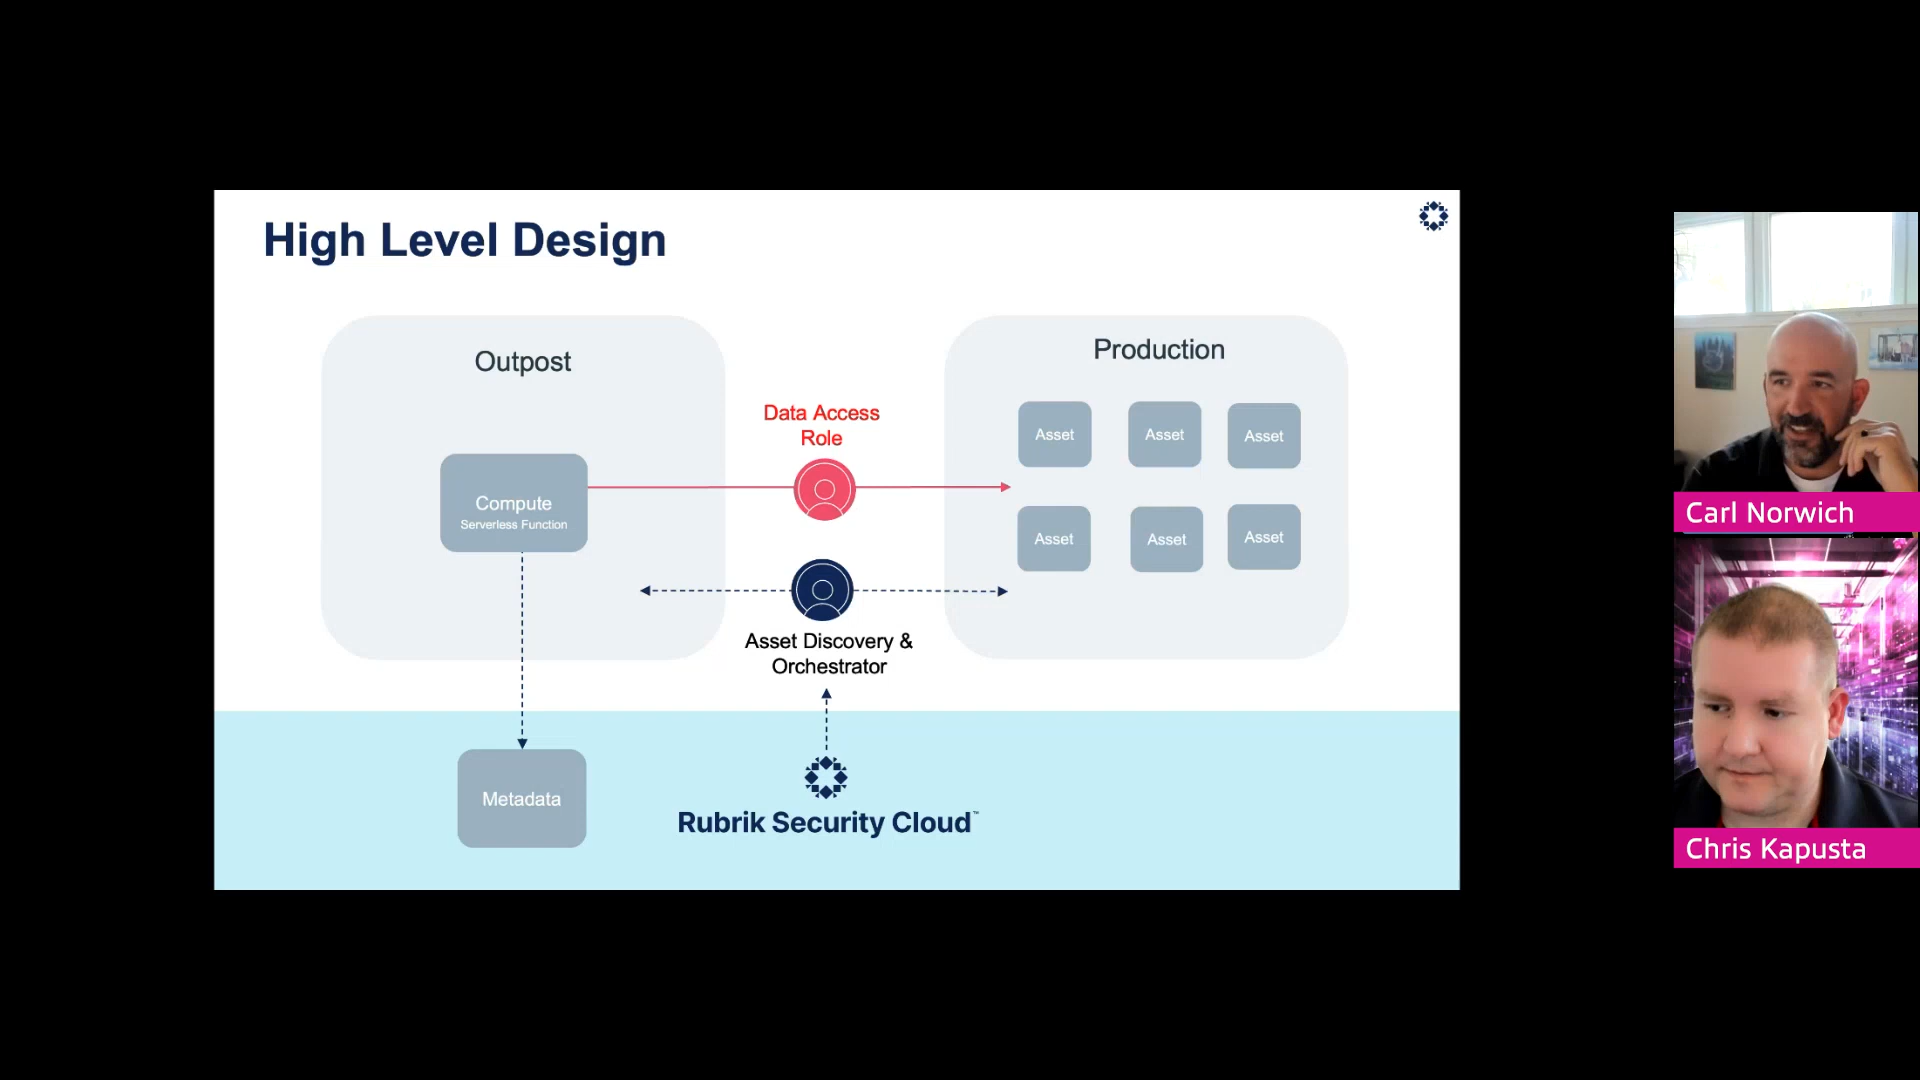 High Level Design
Outpost
Production
Data Access
Role
Asset
Asset
Asset
Compute
Serverless Function
Asset
Asset
Asset
Asset Discovery &
Orchestrator
Metadata
Rubrik Security Cloud™
Carl Norwich
Chris Kapusta